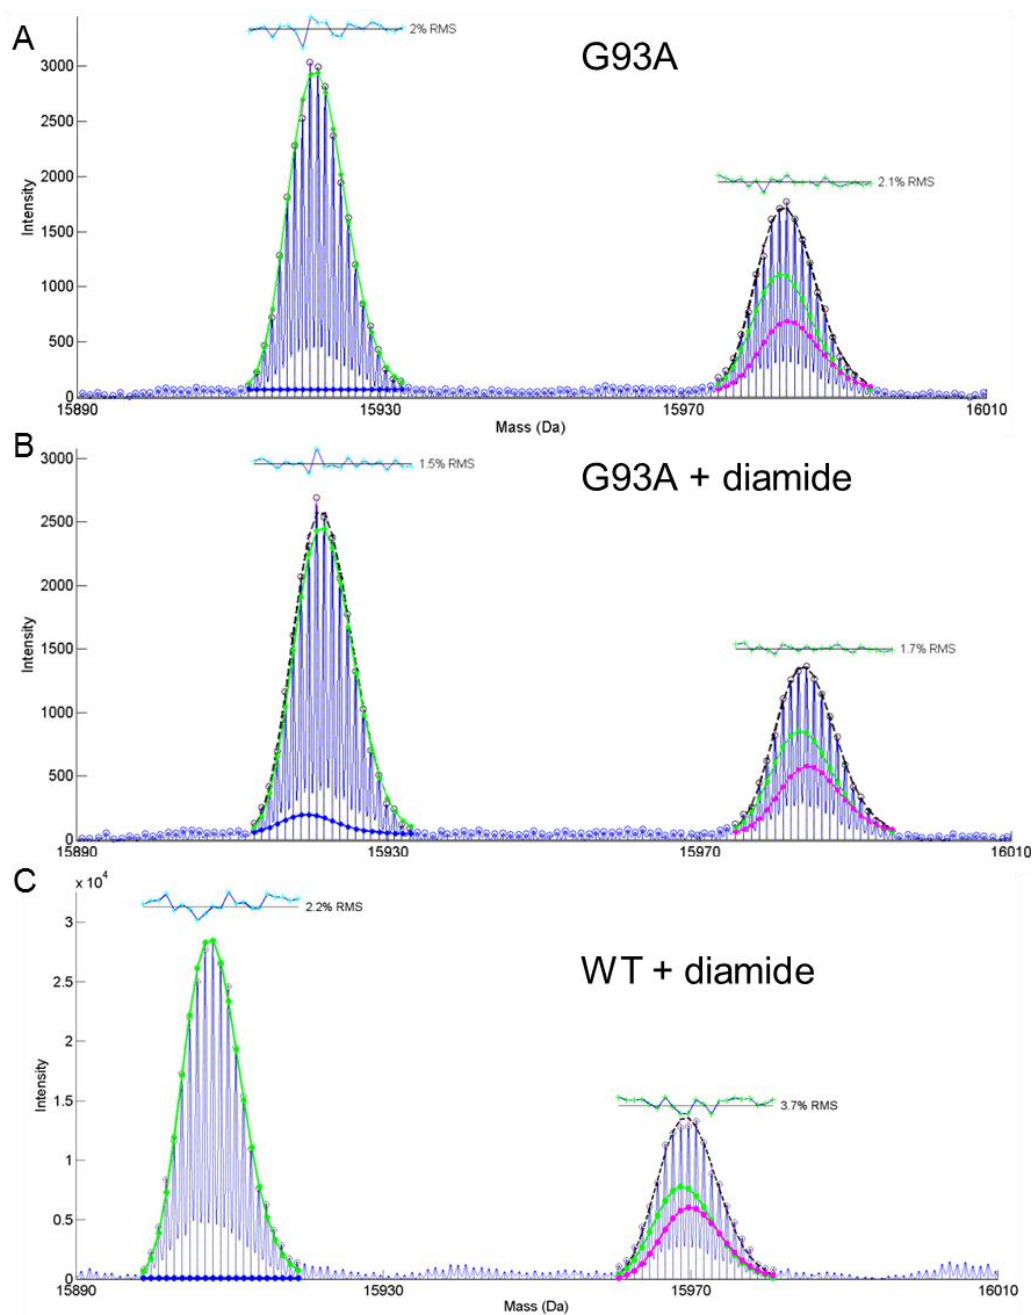 A
G93A
2% RMS
2.1% RMS
3000
2500
2000
1500
1000
500
0
Intensity
15890
15930
15970
16010
Mass (Da)
B
G93A + diamide
1.5% RMS
1.7% RMS
3000
2500
2000
1500
1000
500
0
Intensity
15890
15930
15970
16010
C
x 10^4
WT + diamide
2.2% RMS
3.7% RMS
3
2.5
2
1.5
1
0.5
0
Intensity
15890
15930
15970
16010
Mass (Da)